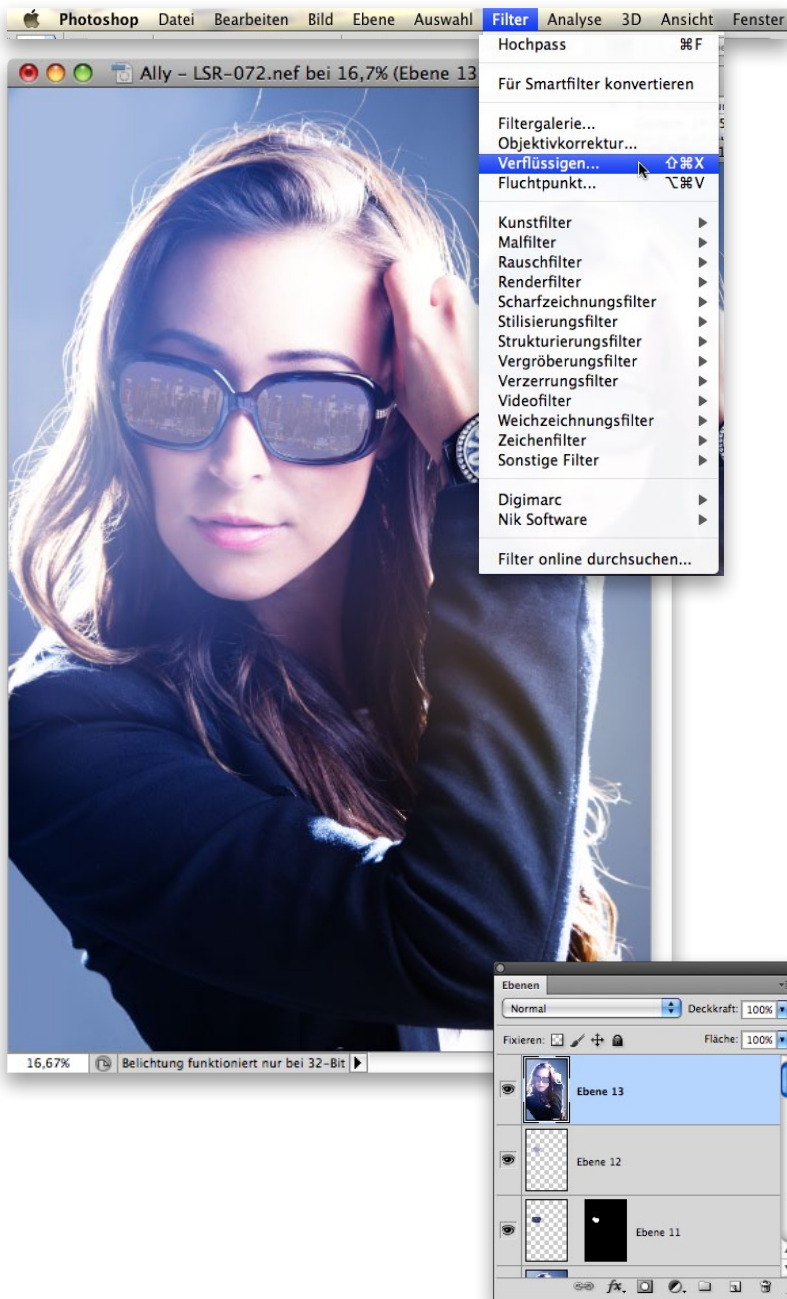 Photoshop Datei Bearbeiten Bild Ebene Auswahl Filter Analyse 3D Ansicht Fenster
Ally – LSR-072.nef bei 16,7% (Ebene 13
Hochpass ⌘F
Für Smartfilter konvertieren
Filtergalerie...
Objektivkorrektur...
Verflüssigen... ⇧⌘X
Fluchtpunkt... ⌥⌘V
Kunstfilter
Malfilter
Rauschfilter
Renderfilter
Scharfzeichnungsfilter
Stilisierungsfilter
Strukturierungsfilter
Vergröberungsfilter
Verzerrungsfilter
Videofilter
Weichzeichnungsfilter
Zeichenfilter
Sonstige Filter
Digimarc
Nik Software
Filter online durchsuchen...
16,67% Belichtung funktioniert nur bei 32-Bit
Ebenen
Normal Deckkraft: 100%
Fixieren: Fläche: 100%
Ebene 13
Ebene 12
Ebene 11
fx.